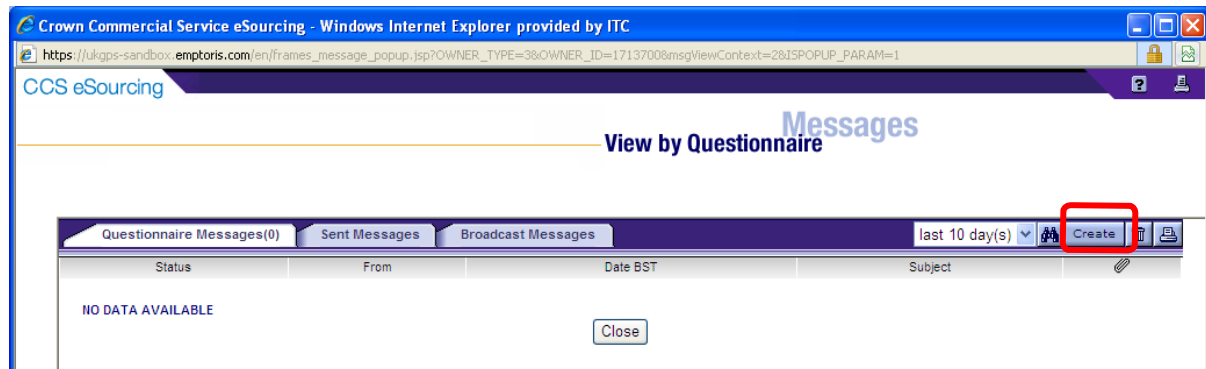 Crown Commercial Service eSourcing - Windows Internet Explorer provided by ITC
https://ukgps-sandbox.emptoris.com/en/frames_message_popup.jsp?OWNER_TYPE=3&OWNER_ID=1713700&msgViewContext=2&ISPOPUP_PARAM=1
CCS eSourcing ?
Messages
View by Questionnaire
Questionnaire Messages(0) Sent Messages Broadcast Messages last 10 day(s) Create
Status From Date BST Subject
NO DATA AVAILABLE
Close